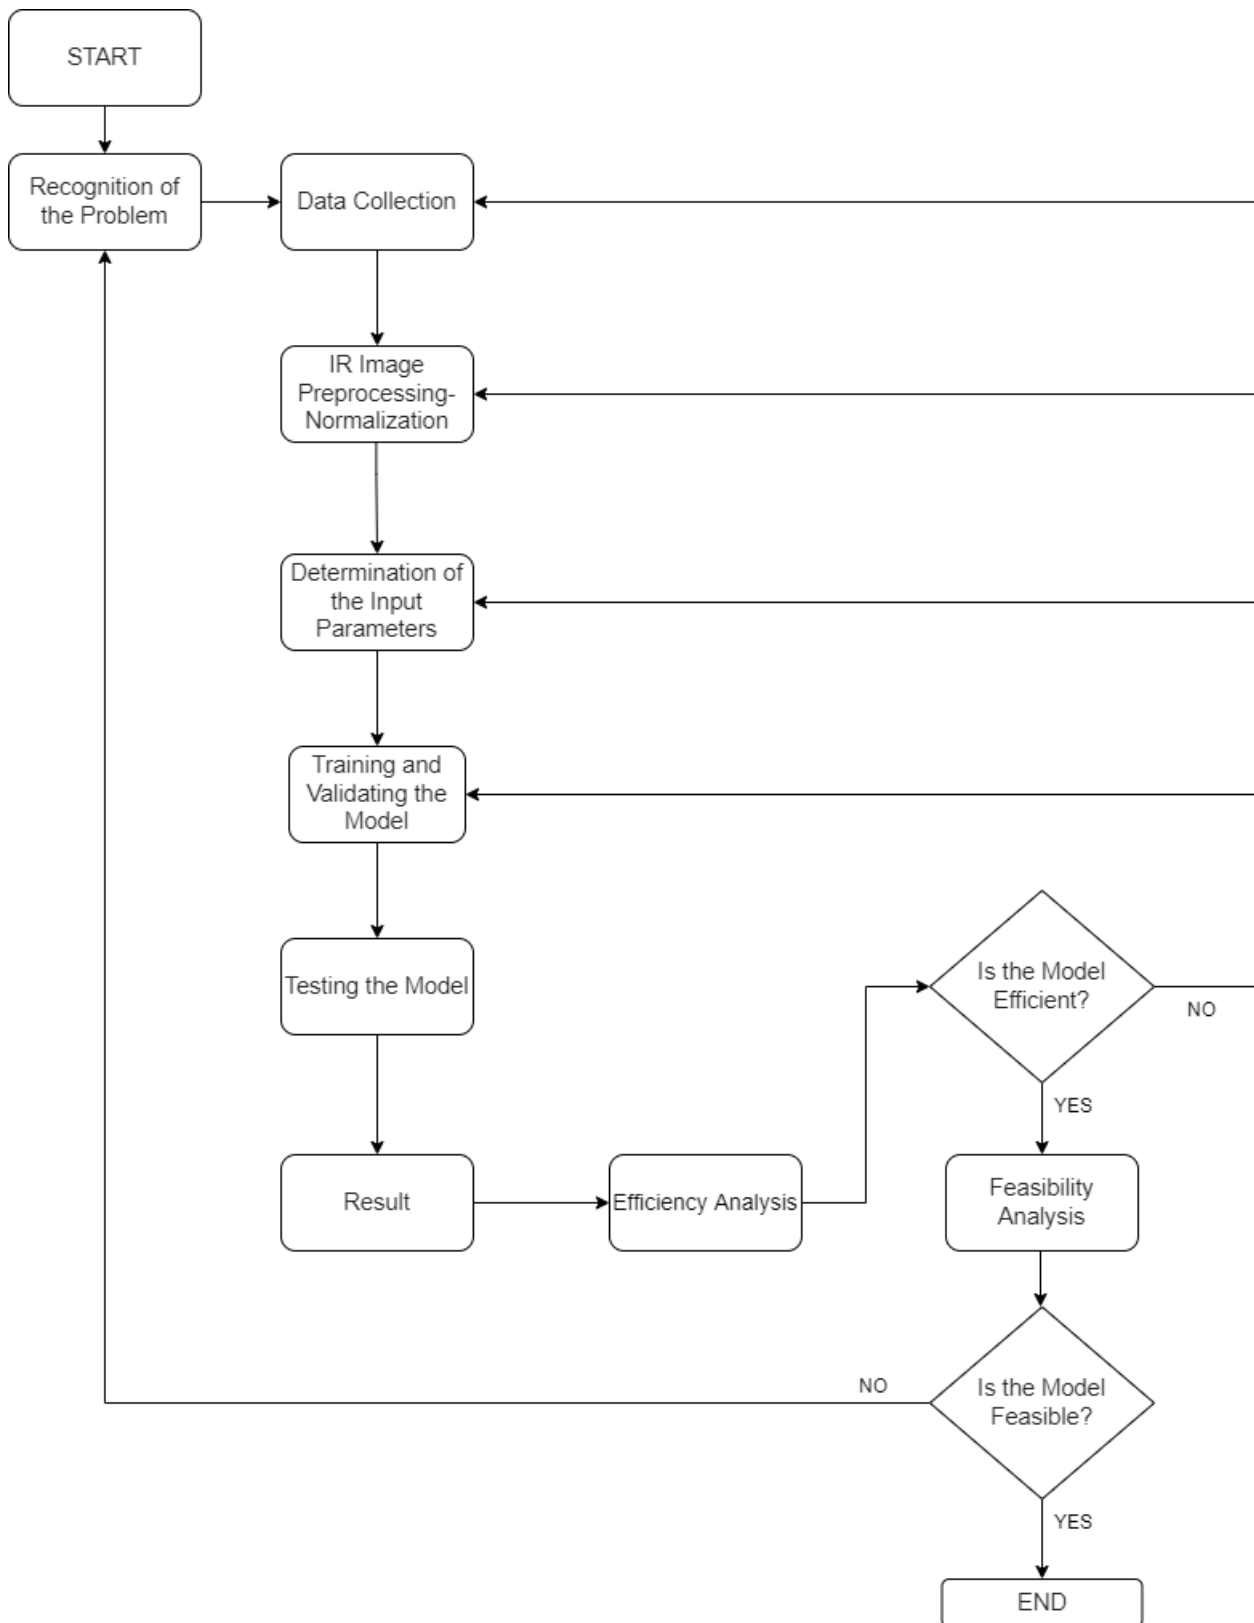 START
Recognition of
the Problem
Data Collection
IR Image
Preprocessing-
Normalization
Determination of
the Input
Parameters
Training and
Validating the
Model
Testing the Model
Is the Model
Efficient?
NO
YES
Result
Efficiency Analysis
Feasibility
Analysis
NO
Is the Model
Feasible?
YES
END